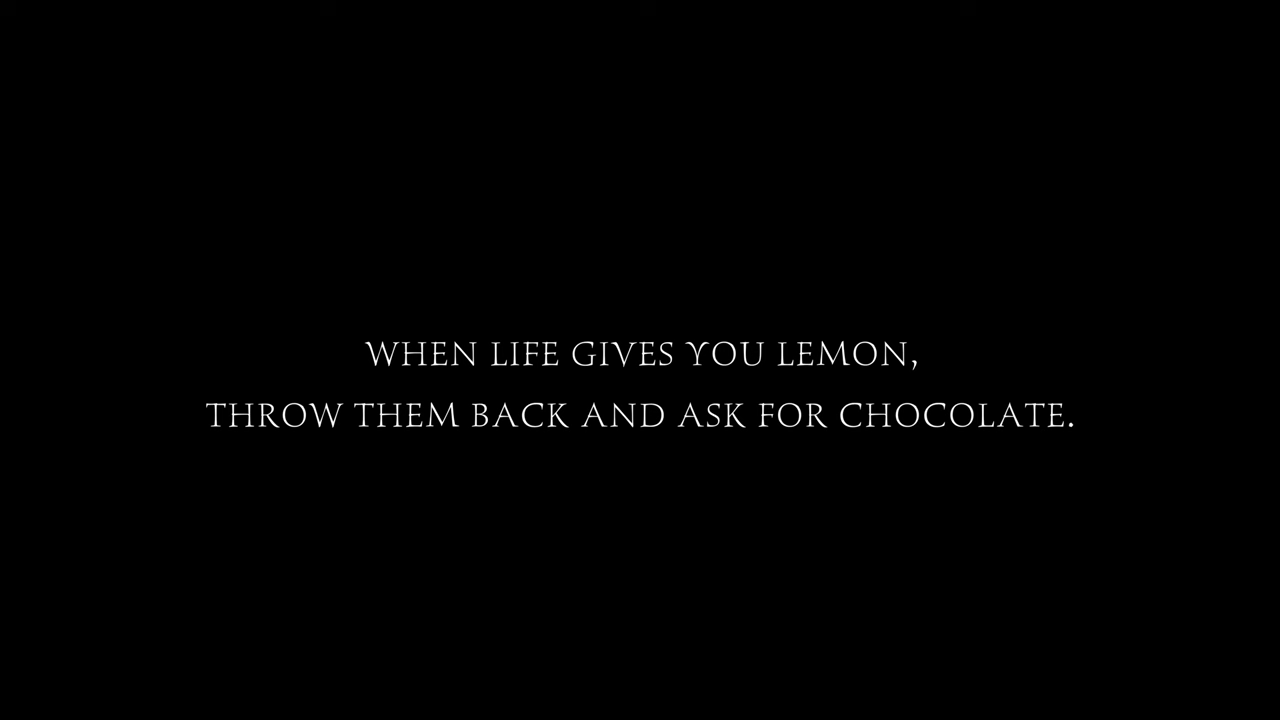 WHEN LIFE GIVES YOU LEMON,
THROW THEM BACK AND ASK FOR CHOCOLATE.